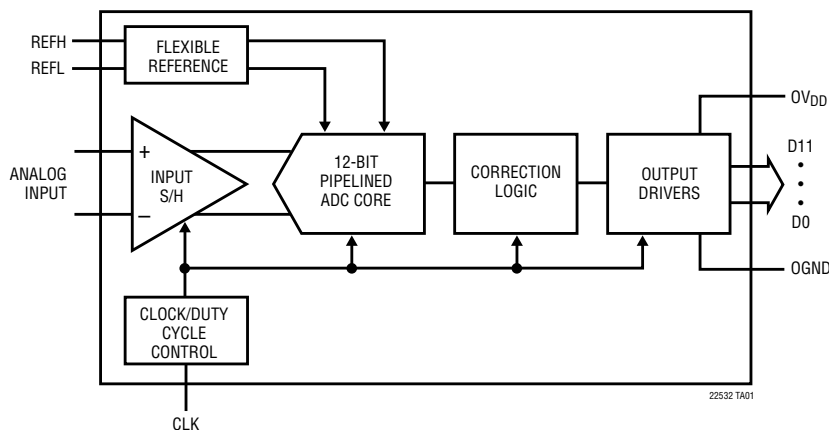 REFH
REFL
FLEXIBLE
REFERENCE
OVDD
ANALOG
INPUT
+
–
INPUT
S/H
12-BIT
PIPELINED
ADC CORE
CORRECTION
LOGIC
OUTPUT
DRIVERS
D11
•
•
•
D0
OGND
CLOCK/DUTY
CYCLE
CONTROL
CLK
22532 TA01